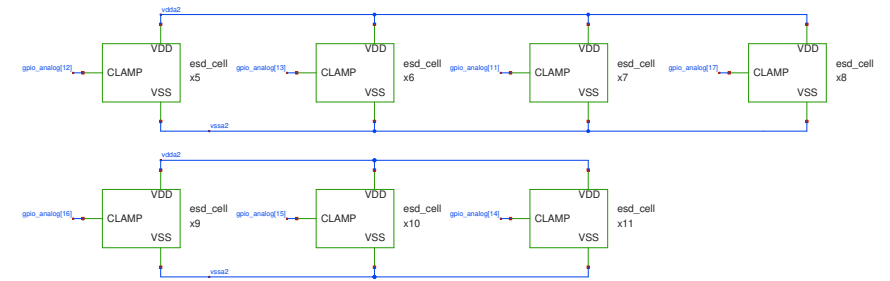 vdda2
VDD VDD VDD VDD
gpio_analog[12] CLAMP esd_cell gpio_analog[13] CLAMP esd_cell gpio_analog[11] CLAMP esd_cell gpio_analog[17] CLAMP esd_cell
x5 x6 x7 x8
VSS VSS VSS VSS
vssa2
vdda2
VDD VDD VDD
gpio_analog[16] CLAMP esd_cell gpio_analog[15] CLAMP esd_cell gpio_analog[14] CLAMP esd_cell
x9 x10 x11
VSS VSS VSS
vssa2